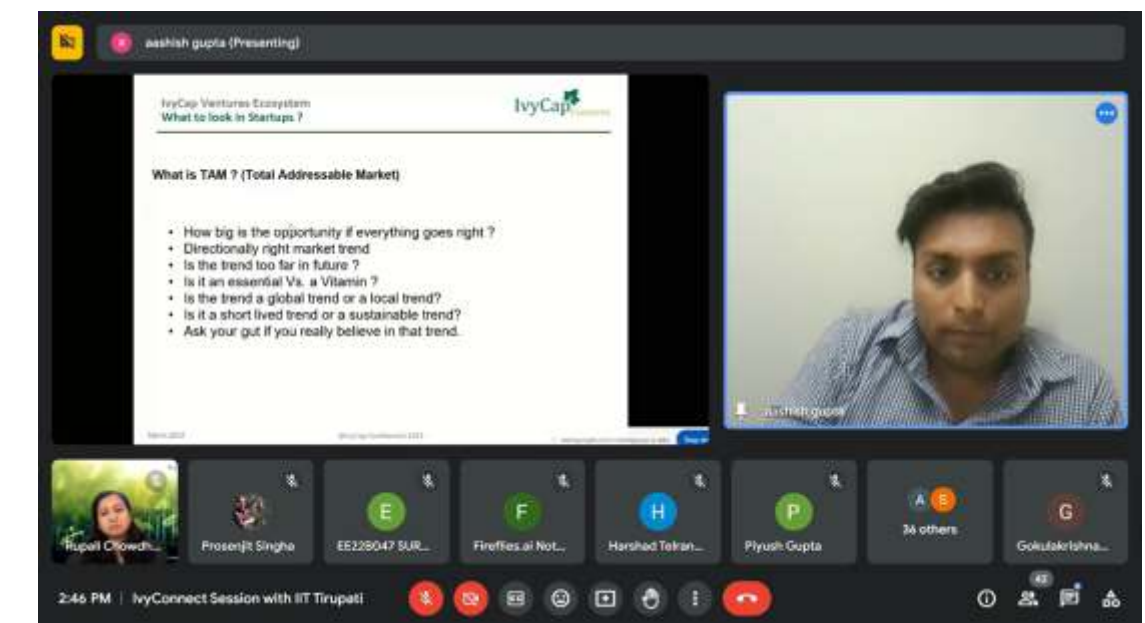 aashish gupta (Presenting)
IvyCap Ventures Ecosystem
What to look in Startups ?
IvyCap
What is TAM ? (Total Addressable Market)
• How big is the opportunity if everything goes right ?
• Directionally right market trend
• Is the trend too far in future ?
• Is it an essential Vs. a Vitamin ?
• Is the trend a global trend or a local trend?
• Is it a short lived trend or a sustainable trend?
• Ask your gut if you really believe in that trend.
aashish gupta
Rupali Chowdh...
Prosenjit Singha
E
EE22B047 SUR...
F
Fireflies.ai Not...
H
Harshad Telran...
P
Piyush Gupta
A
36 others
G
Gokulakrishna...
2:46 PM | IvyConnect Session with IIT Tirupati